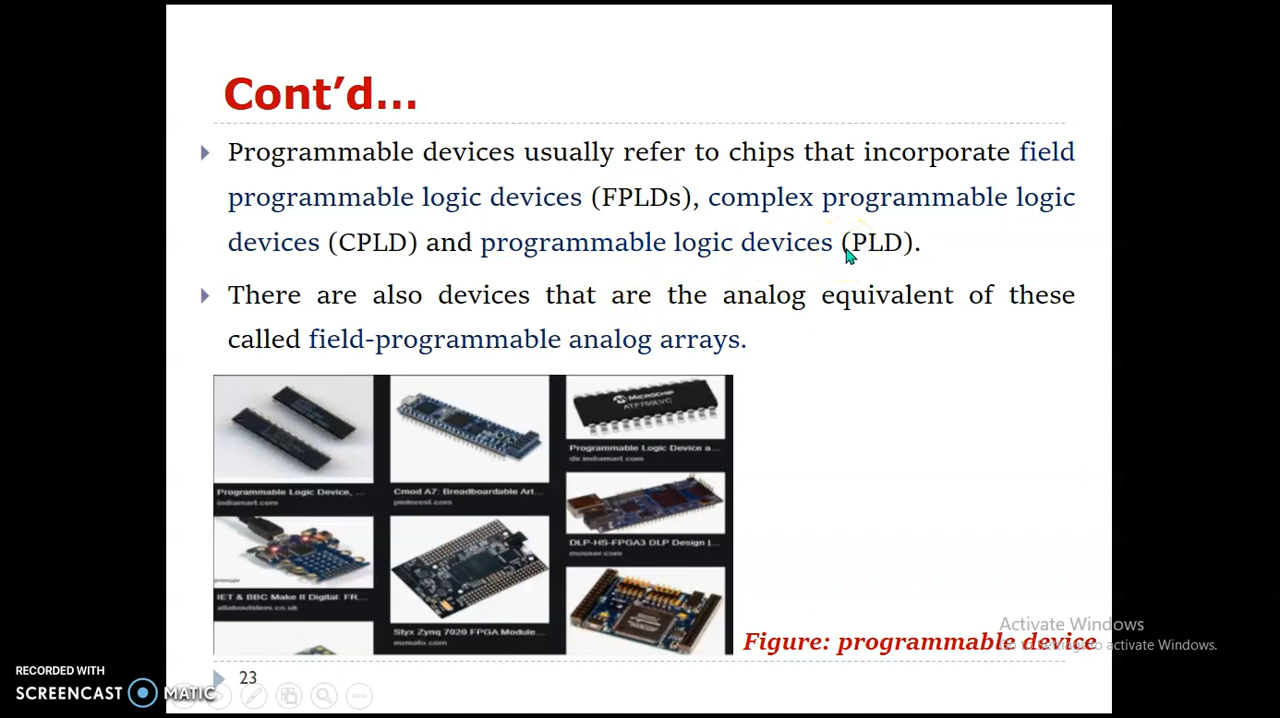 Cont'd...
Programmable devices usually refer to chips that incorporate field
programmable logic devices (FPLDs), complex programmable logic
devices (CPLD) and programmable logic devices (PLD).
There are also devices that are the analog equivalent of these
called field-programmable analog arrays.
MICROCHIP
ATF750LVC
Programmable Logic Device, ...
indiamart.com
Cmod A7: Breadboardable Art...
pinterest.com
Programmable Logic Device a...
dir.indiamart.com
DLP-HS-FPGA3 DLP Design |...
mouser.com
IET & BBC Make It Digital: FR...
allaboutstem.co.uk
Styx Zynq 7020 FPGA Module...
numato.com
Figure: programmable device
Activate Windows
Go to Settings to activate Windows.
23
RECORDED WITH
SCREENCAST MATIC